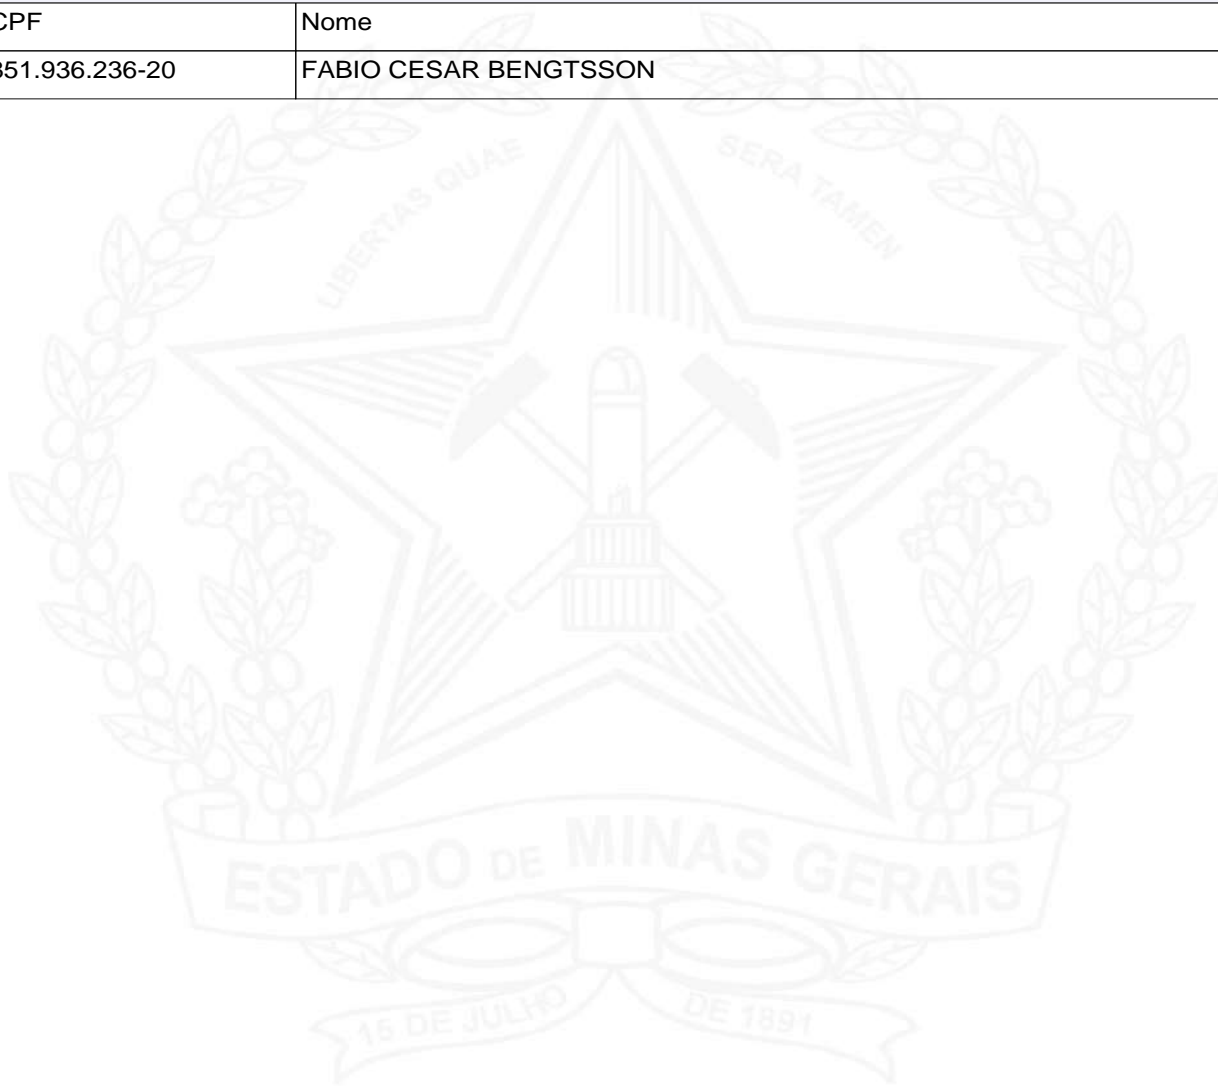 CPF Nome
851.936.236-20 FABIO CESAR BENGTSSON
LIBERTAS QUAE SERA TAMEN
ESTADO DE MINAS GERAIS
15 DE JULHO DE 1891